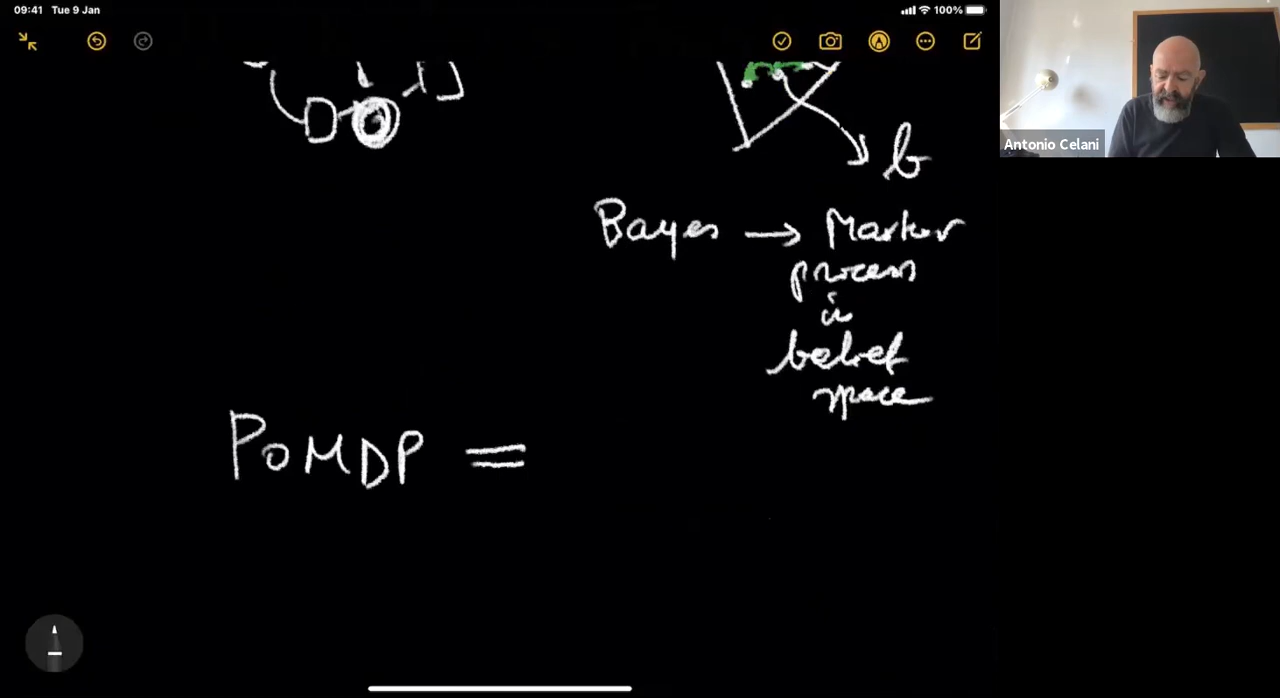 09:41 Tue 9 Jan
100%
Antonio Celani
b
Bayes → Markov
process
in
belief
space
POMDP =